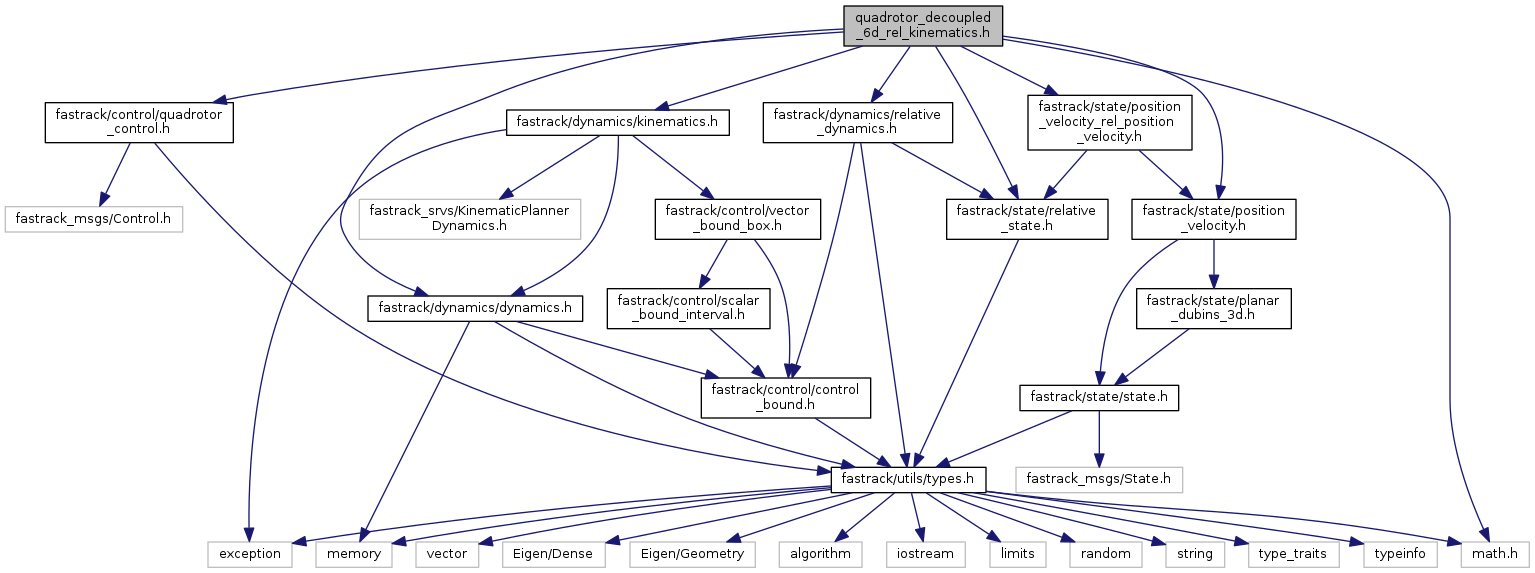 quadrotor_decoupled
_6d_rel_kinematics.h
fastrack/control/quadrotor
_control.h
fastrack/dynamics/kinematics.h
fastrack/dynamics/relative
_dynamics.h
fastrack/state/position
_velocity_rel_position
_velocity.h
fastrack_msgs/Control.h
fastrack_srvs/KinematicPlanner
Dynamics.h
fastrack/control/vector
_bound_box.h
fastrack/state/relative
_state.h
fastrack/state/position
_velocity.h
fastrack/dynamics/dynamics.h
fastrack/control/scalar
_bound_interval.h
fastrack/state/planar
_dubins_3d.h
fastrack/control/control
_bound.h
fastrack/state/state.h
fastrack/utils/types.h
fastrack_msgs/State.h
exception
memory
vector
Eigen/Dense
Eigen/Geometry
algorithm
iostream
limits
random
string
type_traits
typeinfo
math.h